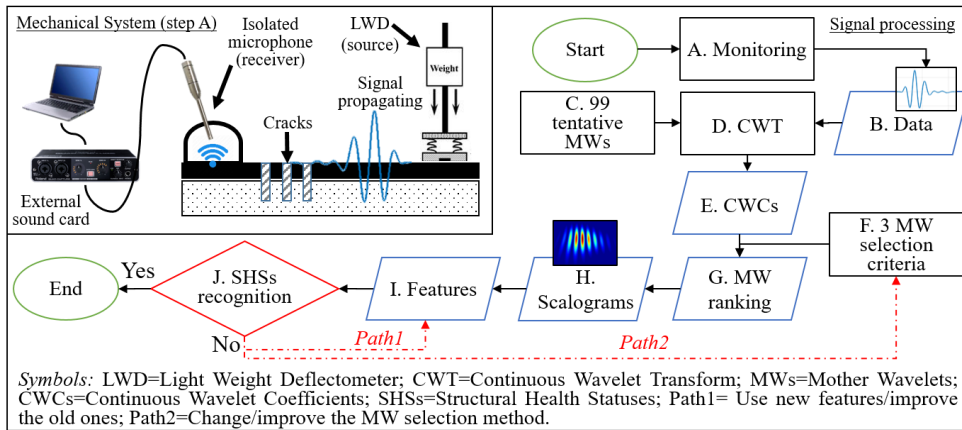 Mechanical System (step A)
Isolated
microphone
(receiver)
LWD
(source)
Weight
Signal
propagating
Cracks
External
sound card
Signal processing
Start
A. Monitoring
B. Data
C. 99
tentative
MWs
D. CWT
E. CWCs
F. 3 MW
selection
criteria
G. MW
ranking
H.
Scalograms
I. Features
J. SHSs
recognition
Yes
End
No
Path1
Path2
Symbols: LWD=Light Weight Deflectometer; CWT=Continuous Wavelet Transform; MWs=Mother Wavelets;
CWCs=Continuous Wavelet Coefficients; SHSs=Structural Health Statuses; Path1= Use new features/improve
the old ones; Path2=Change/improve the MW selection method.